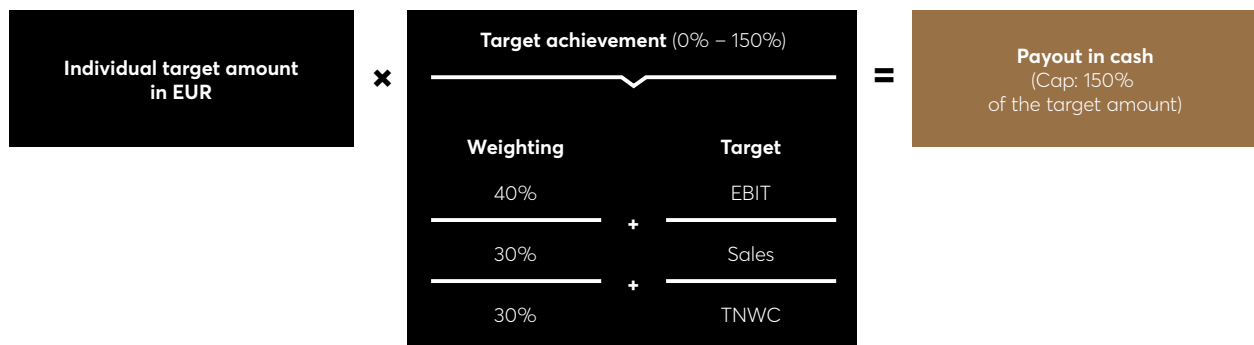 Individual target amount
in EUR
×
Target achievement (0% – 150%)
=
Payout in cash
(Cap: 150%
of the target amount)
Weighting Target
40% EBIT
+
30% Sales
+
30% TNWC